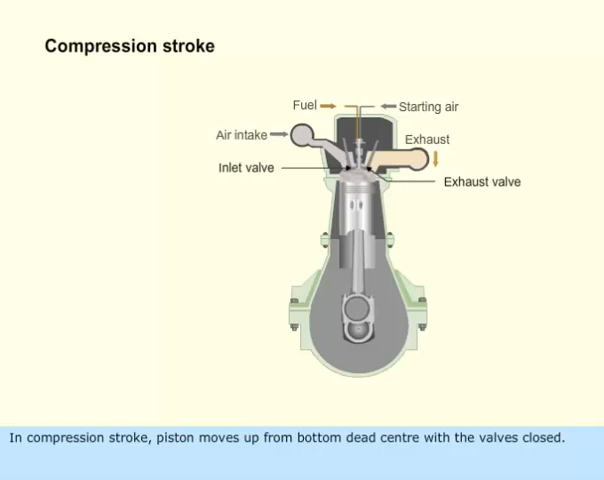 Compression stroke
Fuel
Starting air
Air intake
Exhaust
Inlet valve
Exhaust valve
In compression stroke, piston moves up from bottom dead centre with the valves closed.